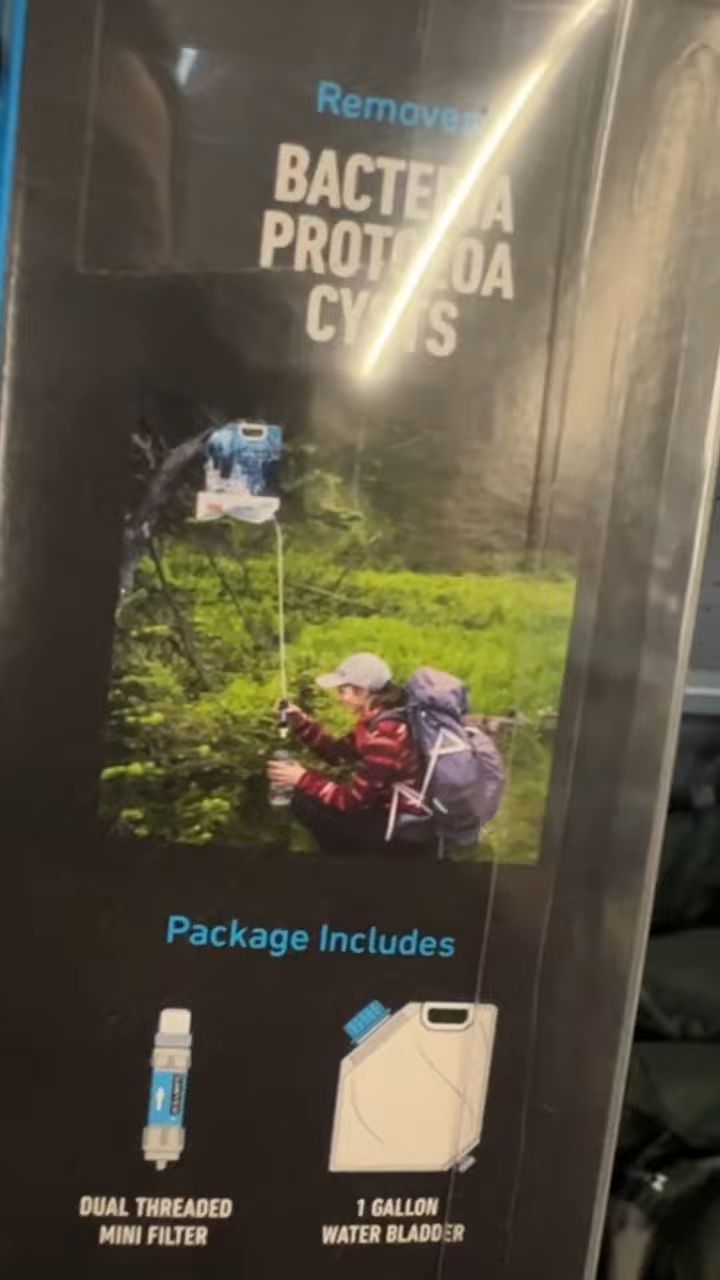 Removes
BACTERIA
PROTOZOA
CYSTS
Package Includes
DUAL THREADED
MINI FILTER
1 GALLON
WATER BLADDER